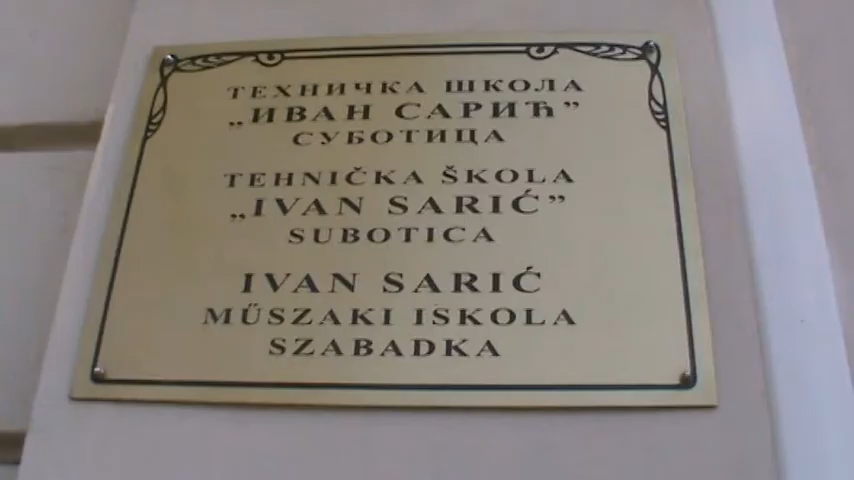 ТЕХНИЧКА ШКОЛА
„ИВАН САРИЋ”
СУБОТИЦА
TEHNIČKA ŠKOLA
„IVAN SARIĆ”
SUBOTICA
IVAN SARIĆ
MŰSZAKI ISKOLA
SZABADKA